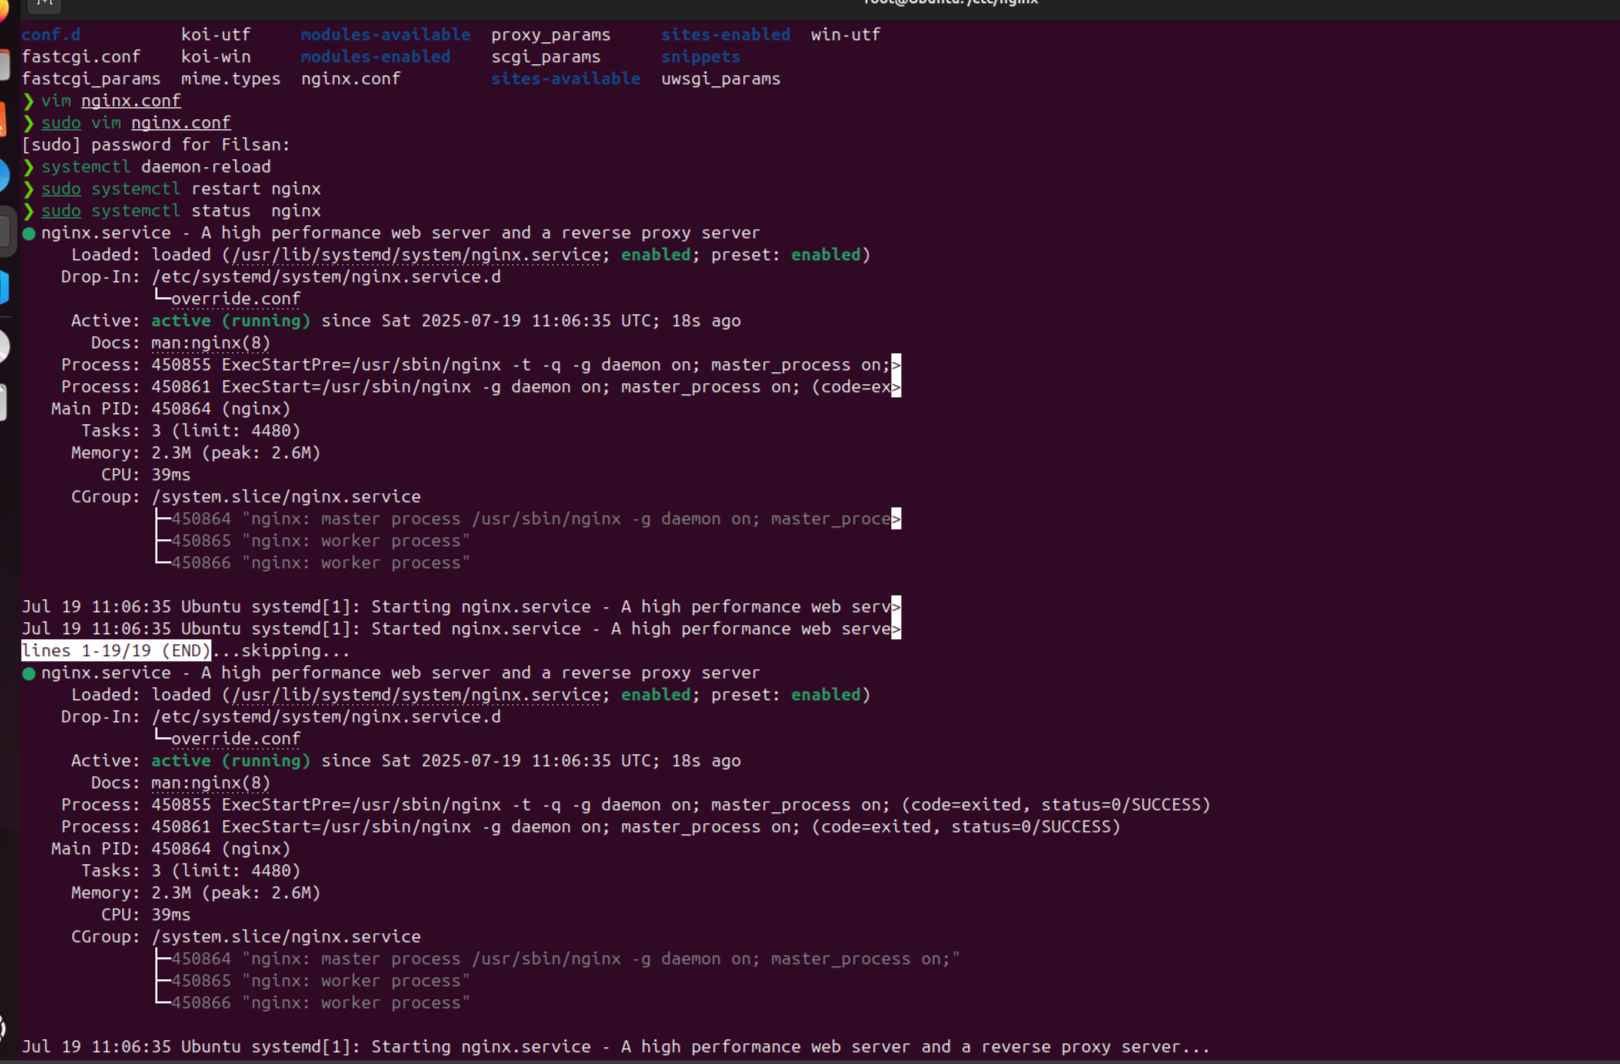 root@Ubuntu: /etc/nginx
conf.d koi-utf modules-available proxy_params sites-enabled win-utf
fastcgi.conf koi-win modules-enabled scgi_params snippets
fastcgi_params mime.types nginx.conf sites-available uwsgi_params
❯ vim nginx.conf
❯ sudo vim nginx.conf
[sudo] password for Filsan:
❯ systemctl daemon-reload
❯ sudo systemctl restart nginx
❯ sudo systemctl status  nginx
● nginx.service - A high performance web server and a reverse proxy server
Loaded: loaded (/usr/lib/systemd/system/nginx.service; enabled; preset: enabled)
Drop-In: /etc/systemd/system/nginx.service.d
└─override.conf
Active: active (running) since Sat 2025-07-19 11:06:35 UTC; 18s ago
Docs: man:nginx(8)
Process: 450855 ExecStartPre=/usr/sbin/nginx -t -q -g daemon on; master_process on;>
Process: 450861 ExecStart=/usr/sbin/nginx -g daemon on; master_process on; (code=ex>
Main PID: 450864 (nginx)
Tasks: 3 (limit: 4480)
Memory: 2.3M (peak: 2.6M)
CPU: 39ms
CGroup: /system.slice/nginx.service
├─450864 "nginx: master process /usr/sbin/nginx -g daemon on; master_proce>
├─450865 "nginx: worker process"
└─450866 "nginx: worker process"
Jul 19 11:06:35 Ubuntu systemd[1]: Starting nginx.service - A high performance web serv>
Jul 19 11:06:35 Ubuntu systemd[1]: Started nginx.service - A high performance web serve>
lines 1-19/19 (END)...skipping...
● nginx.service - A high performance web server and a reverse proxy server
Loaded: loaded (/usr/lib/systemd/system/nginx.service; enabled; preset: enabled)
Drop-In: /etc/systemd/system/nginx.service.d
└─override.conf
Active: active (running) since Sat 2025-07-19 11:06:35 UTC; 18s ago
Docs: man:nginx(8)
Process: 450855 ExecStartPre=/usr/sbin/nginx -t -q -g daemon on; master_process on; (code=exited, status=0/SUCCESS)
Process: 450861 ExecStart=/usr/sbin/nginx -g daemon on; master_process on; (code=exited, status=0/SUCCESS)
Main PID: 450864 (nginx)
Tasks: 3 (limit: 4480)
Memory: 2.3M (peak: 2.6M)
CPU: 39ms
CGroup: /system.slice/nginx.service
├─450864 "nginx: master process /usr/sbin/nginx -g daemon on; master_process on;"
├─450865 "nginx: worker process"
└─450866 "nginx: worker process"
Jul 19 11:06:35 Ubuntu systemd[1]: Starting nginx.service - A high performance web server and a reverse proxy server...